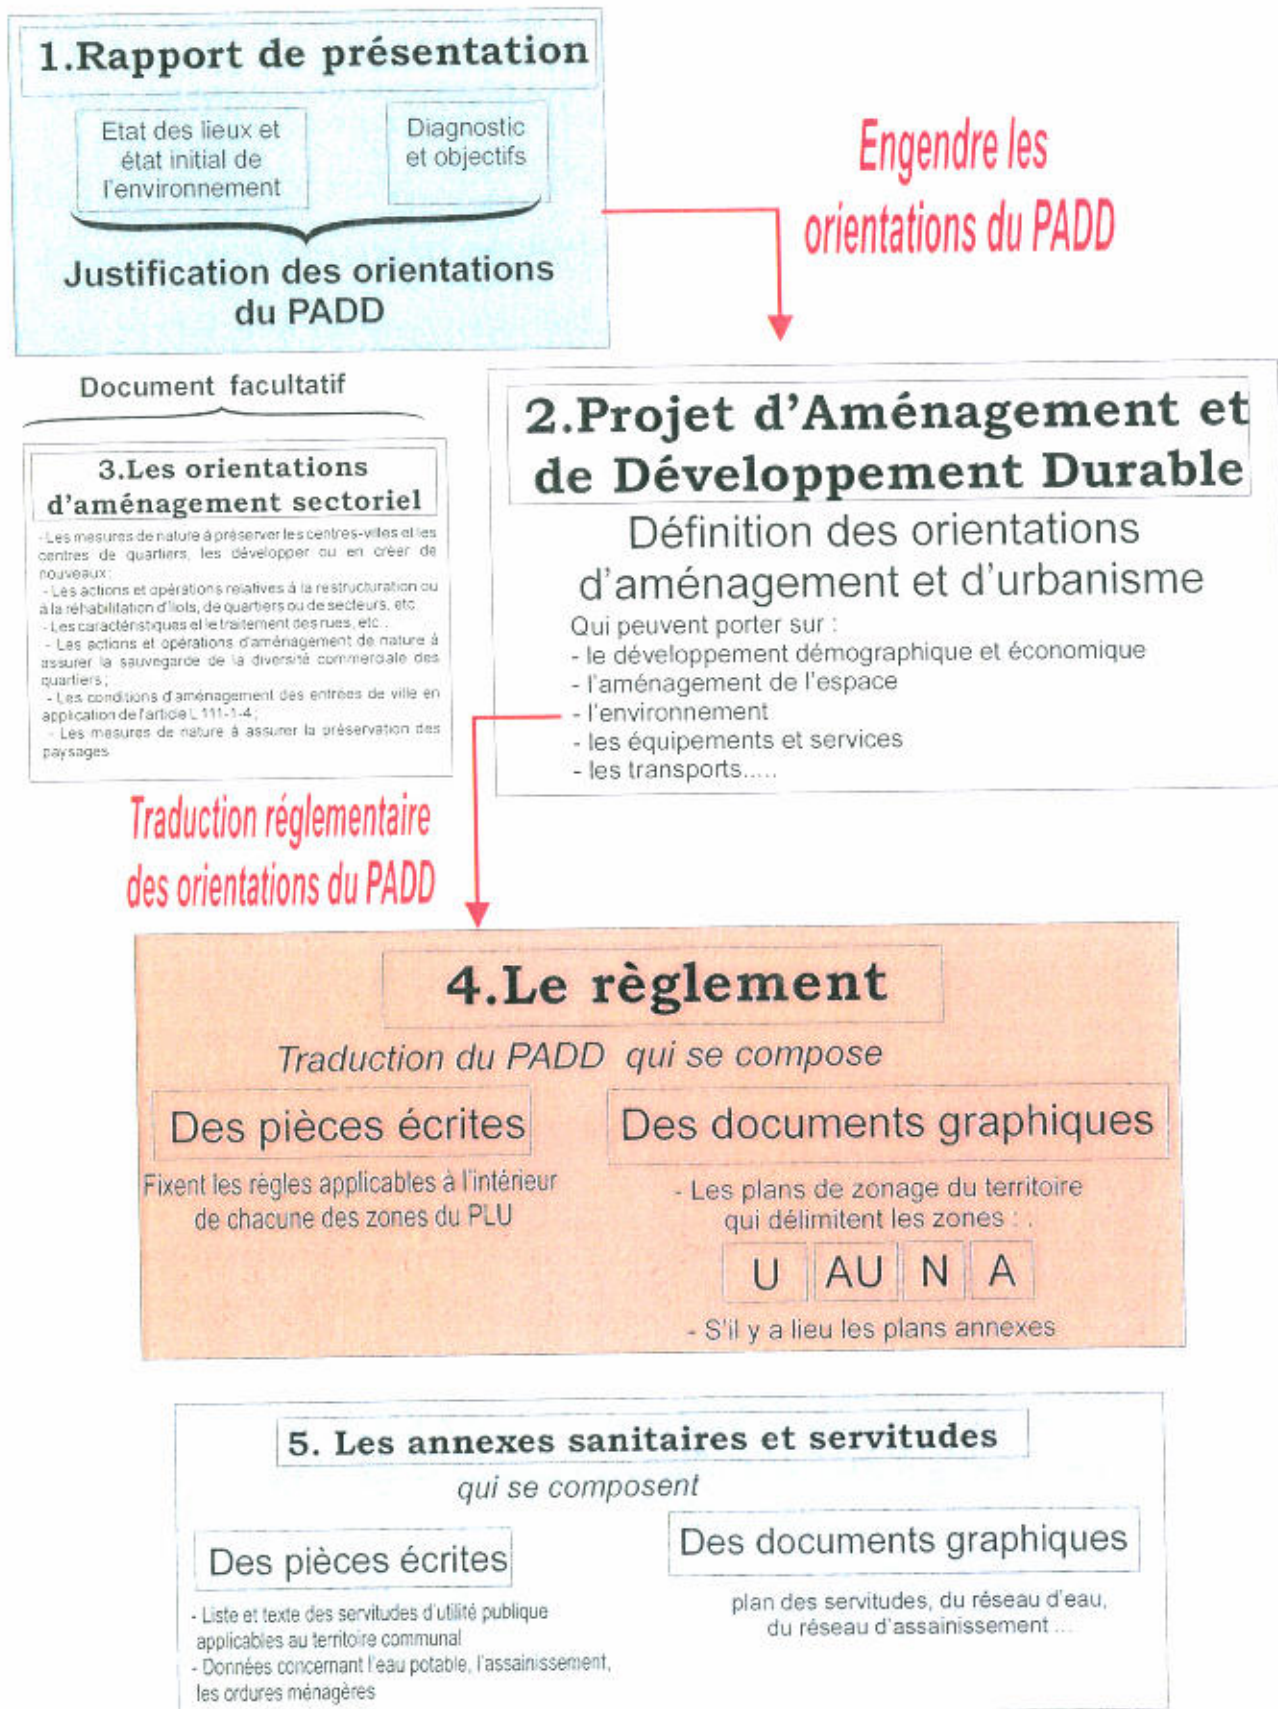 1.Rapport de présentation
Etat des lieux et
état initial de
l'environnement
Diagnostic
et objectifs
Justification des orientations
du PADD
Engendre les
orientations du PADD
Document facultatif
3.Les orientations
d'aménagement sectoriel
- Les mesures de nature à préserver les centres-villes et les
centres de quartiers, les développer ou en créer de
nouveaux;
- Les actions et opérations relatives à la restructuration ou
à la réhabilitation d'îlots, de quartiers ou de secteurs, etc
- Les caractéristiques et le traitement des rues, etc..
- Les actions et opérations d'aménagement de nature à
assurer la sauvegarde de la diversité commerciale des
quartiers;
- Les conditions d'aménagement des entrées de ville en
application de l'article L 111-1-4;
- Les mesures de nature à assurer la préservation des
paysages
2.Projet d'Aménagement et
de Développement Durable
Définition des orientations
d'aménagement et d'urbanisme
Qui peuvent porter sur :
- le développement démographique et économique
- l'aménagement de l'espace
- l'environnement
- les équipements et services
- les transports.....
Traduction réglementaire
des orientations du PADD
4.Le règlement
Traduction du PADD qui se compose
Des pièces écrites
Fixent les règles applicables à l'intérieur
de chacune des zones du PLU
Des documents graphiques
- Les plans de zonage du territoire
qui délimitent les zones : .
U AU N A
- S'il y a lieu les plans annexes
5. Les annexes sanitaires et servitudes
qui se composent
Des pièces écrites
- Liste et texte des servitudes d'utilité publique
applicables au territoire communal
- Données concernant l'eau potable, l'assainissement,
les ordures ménagères
Des documents graphiques
plan des servitudes, du réseau d'eau,
du réseau d'assainissement ...